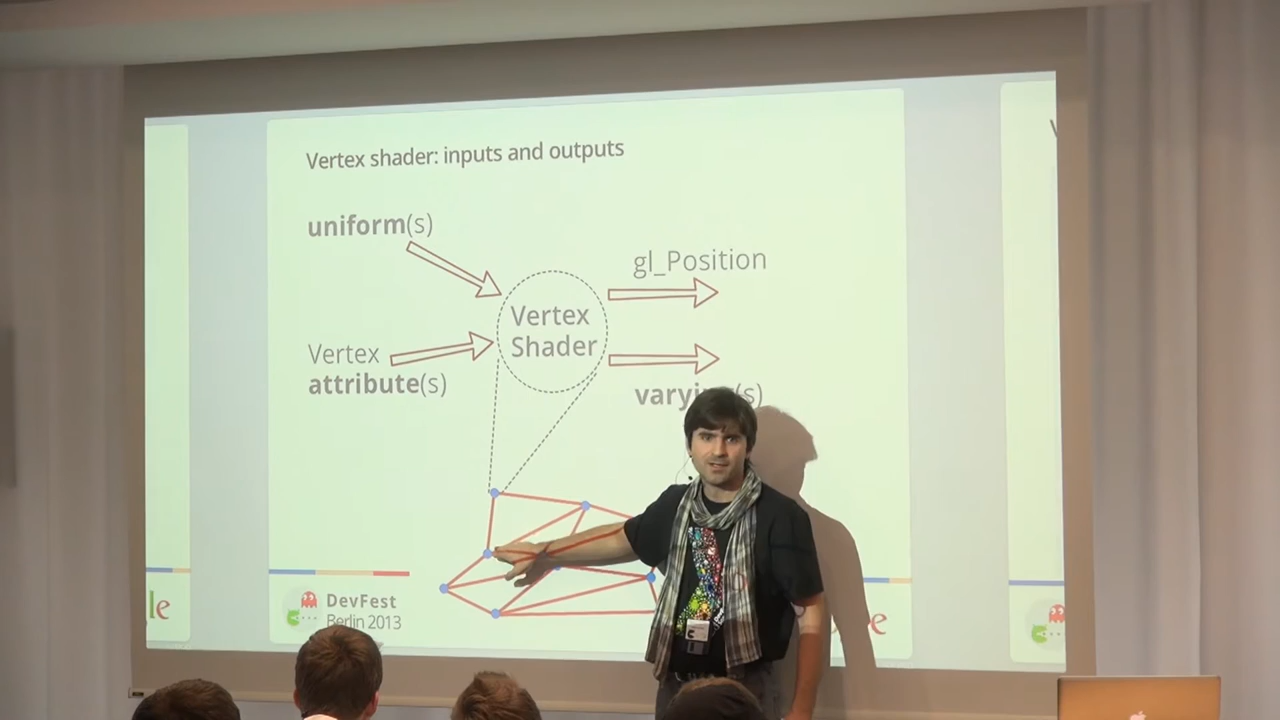 Vertex shader: inputs and outputs
uniform(s)
gl_Position
Vertex
Shader
Vertex
attribute(s)
DevFest
Berlin 2013